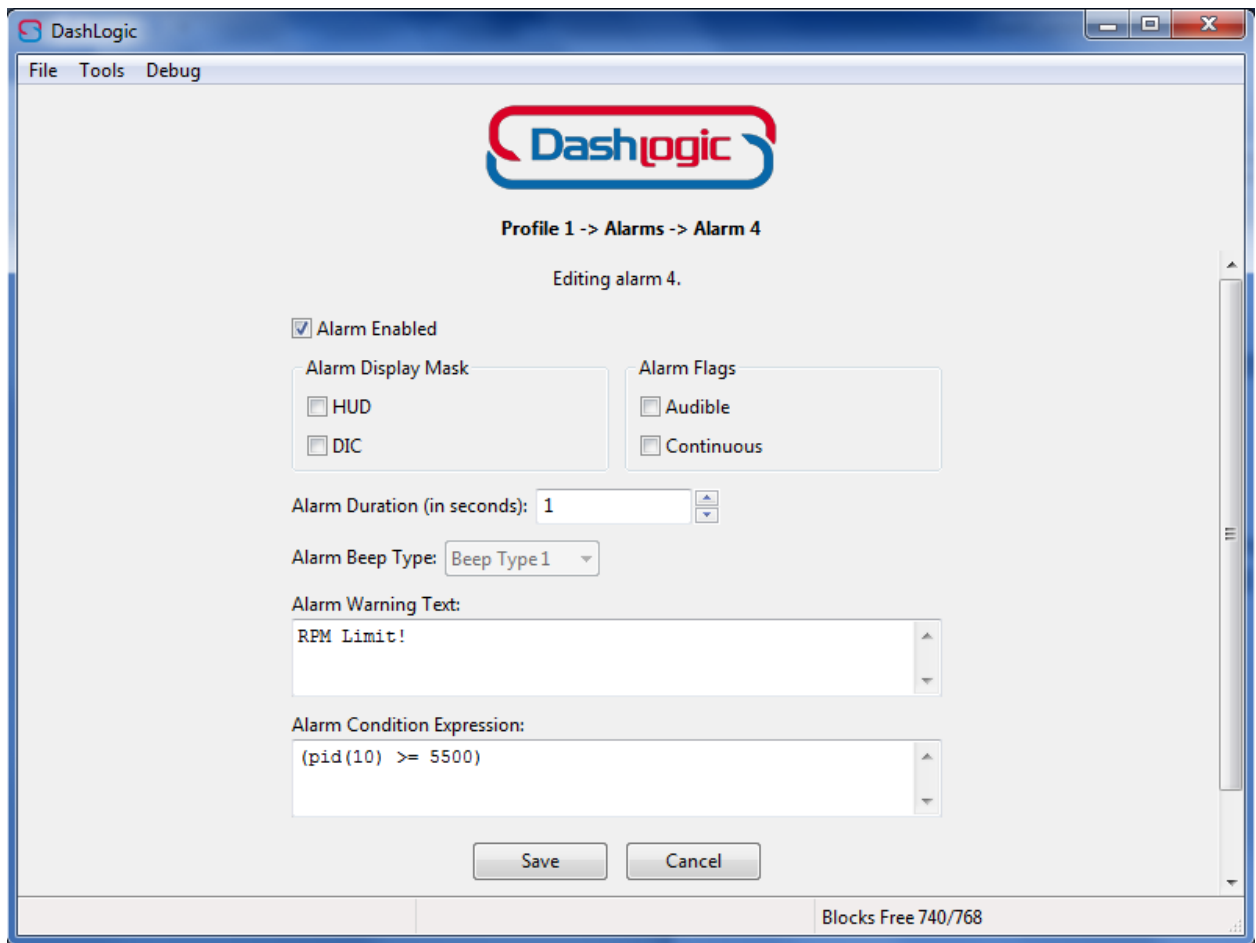 DashLogic
File Tools Debug
Dashlogic
Profile 1 -> Alarms -> Alarm 4
Editing alarm 4.
Alarm Enabled
Alarm Display Mask Alarm Flags
HUD Audible
DIC Continuous
Alarm Duration (in seconds): 1
Alarm Beep Type: Beep Type 1
Alarm Warning Text:
RPM Limit!
Alarm Condition Expression:
(pid(10) >= 5500)
Save Cancel
Blocks Free 740/768